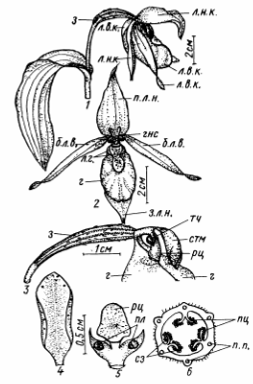 л.н.к.
з
л.в.к.
2см
л.н.к
л.в.к.
л.в.к.
1
п.л.н.
гнс
б.л.в.
б.л.в.
п.г.
г
2см
2
з.л.н.
тч
з
стм
1см
рц
3
г
г
рц
пл
пц
0,5см
п.п.
сз
4
5
6